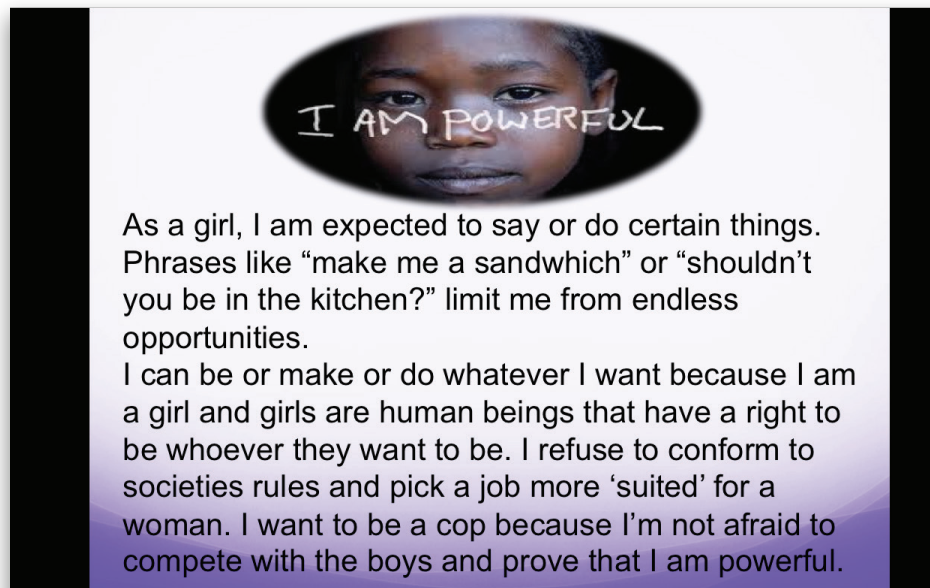 I AM POWERFUL
As a girl, I am expected to say or do certain things.
Phrases like “make me a sandwhich” or “shouldn’t
you be in the kitchen?” limit me from endless
opportunities.
I can be or make or do whatever I want because I am
a girl and girls are human beings that have a right to
be whoever they want to be. I refuse to conform to
societies rules and pick a job more ‘suited’ for a
woman. I want to be a cop because I’m not afraid to
compete with the boys and prove that I am powerful.